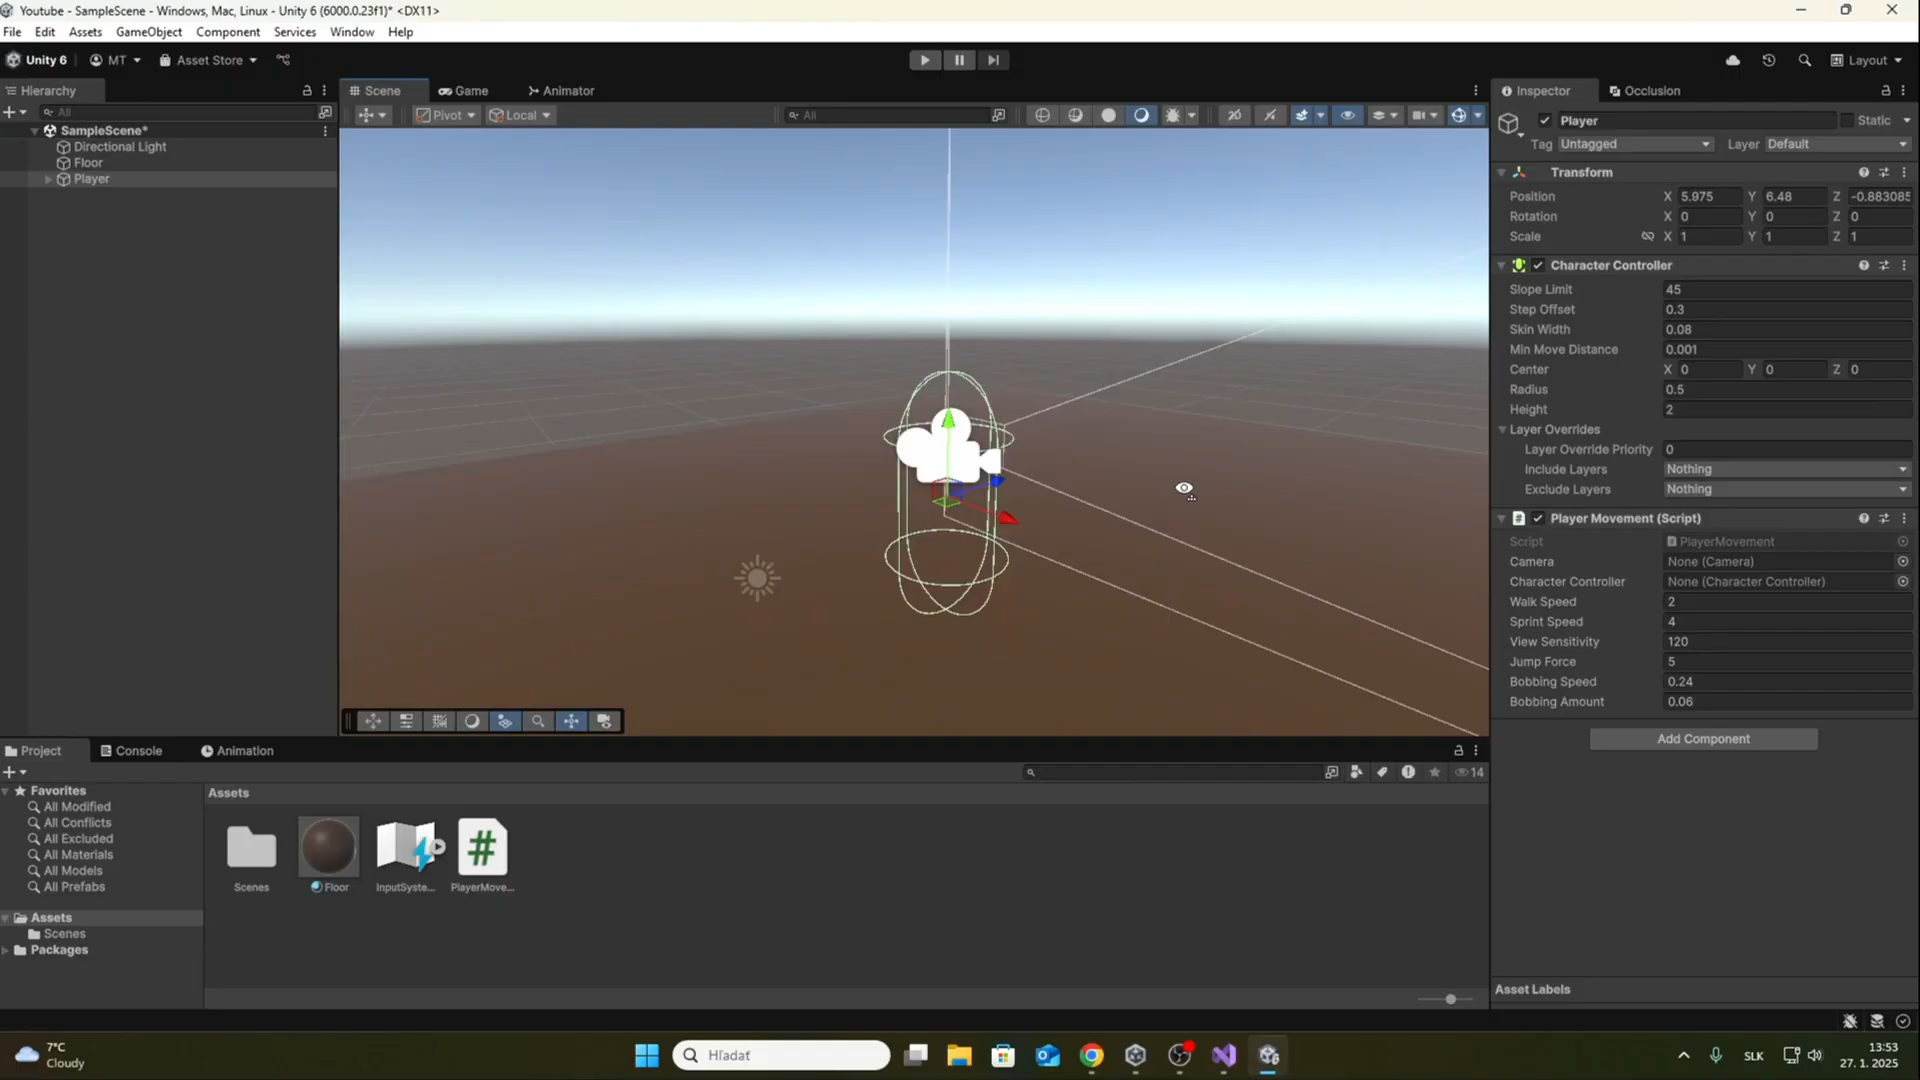 Youtube - SampleScene - Windows, Mac, Linux - Unity 6 (6000.0.23f1)* <DX11>
File Edit Assets GameObject Component Services Window Help
Unity 6 MT Asset Store Layout
Hierarchy Scene Game Animator Inspector Occlusion
All Pivot Local All
Player Static
Tag Untagged Layer Default
SampleScene*
Directional Light
Floor
Player
Transform
Position X 5.975 Y 6.48 Z -0.883085
Rotation X 0 Y 0 Z 0
Scale X 1 Y 1 Z 1
Character Controller
Slope Limit 45
Step Offset 0.3
Skin Width 0.08
Min Move Distance 0.001
Center X 0 Y 0 Z 0
Radius 0.5
Height 2
Layer Overrides
Layer Override Priority 0
Include Layers Nothing
Exclude Layers Nothing
# Player Movement (Script)
Script PlayerMovement
Camera None (Camera)
Character Controller None (Character Controller)
Walk Speed 2
Sprint Speed 4
View Sensitivity 120
Jump Force 5
Bobbing Speed 0.24
Bobbing Amount 0.06
Add Component
Project Console Animation
14
Favorites
All Modified
All Conflicts
All Excluded
All Materials
All Models
All Prefabs
Assets
Scenes
Packages
Assets
#
Scenes Floor InputSyste... PlayerMove...
Asset Labels
7°C
Cloudy
Hľadať
SLK
13:53
27. 1. 2025